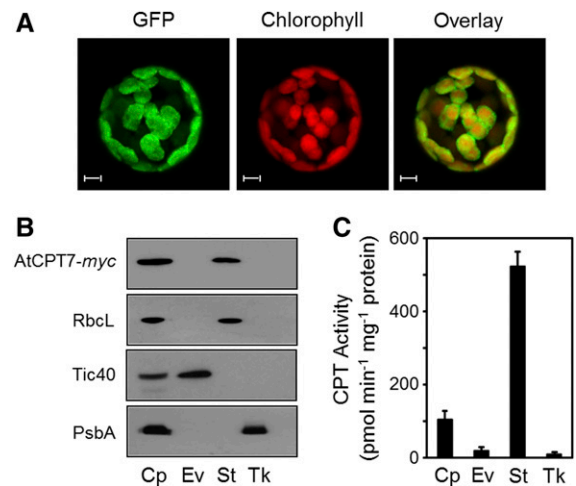 A
GFP
Chlorophyll
Overlay
B
AtCPT7-myc
RbcL
Tic40
PsbA
Cp Ev St Tk
C
CPT Activity
(pmol min-1 mg-1 protein)
600
400
200
0
Cp Ev St Tk